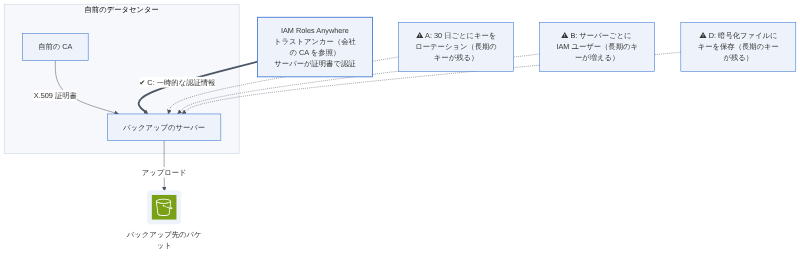 自前のデータセンター
自前の CA
IAM Roles Anywhere
トラストアンカー（会社
の CA を参照）
サーバーが証明書で認証
⚠ A: 30 日ごとにキーを
ローテーション（長期の
キーが残る）
⚠ B: サーバーごとに
IAM ユーザー（長期のキ
ーが増える）
⚠ D: 暗号化ファイルに
キーを保存（長期のキー
が残る）
✔ C: 一時的な認証情報
X.509 証明書
バックアップのサーバー
アップロード
バックアップ先のバケ
ット